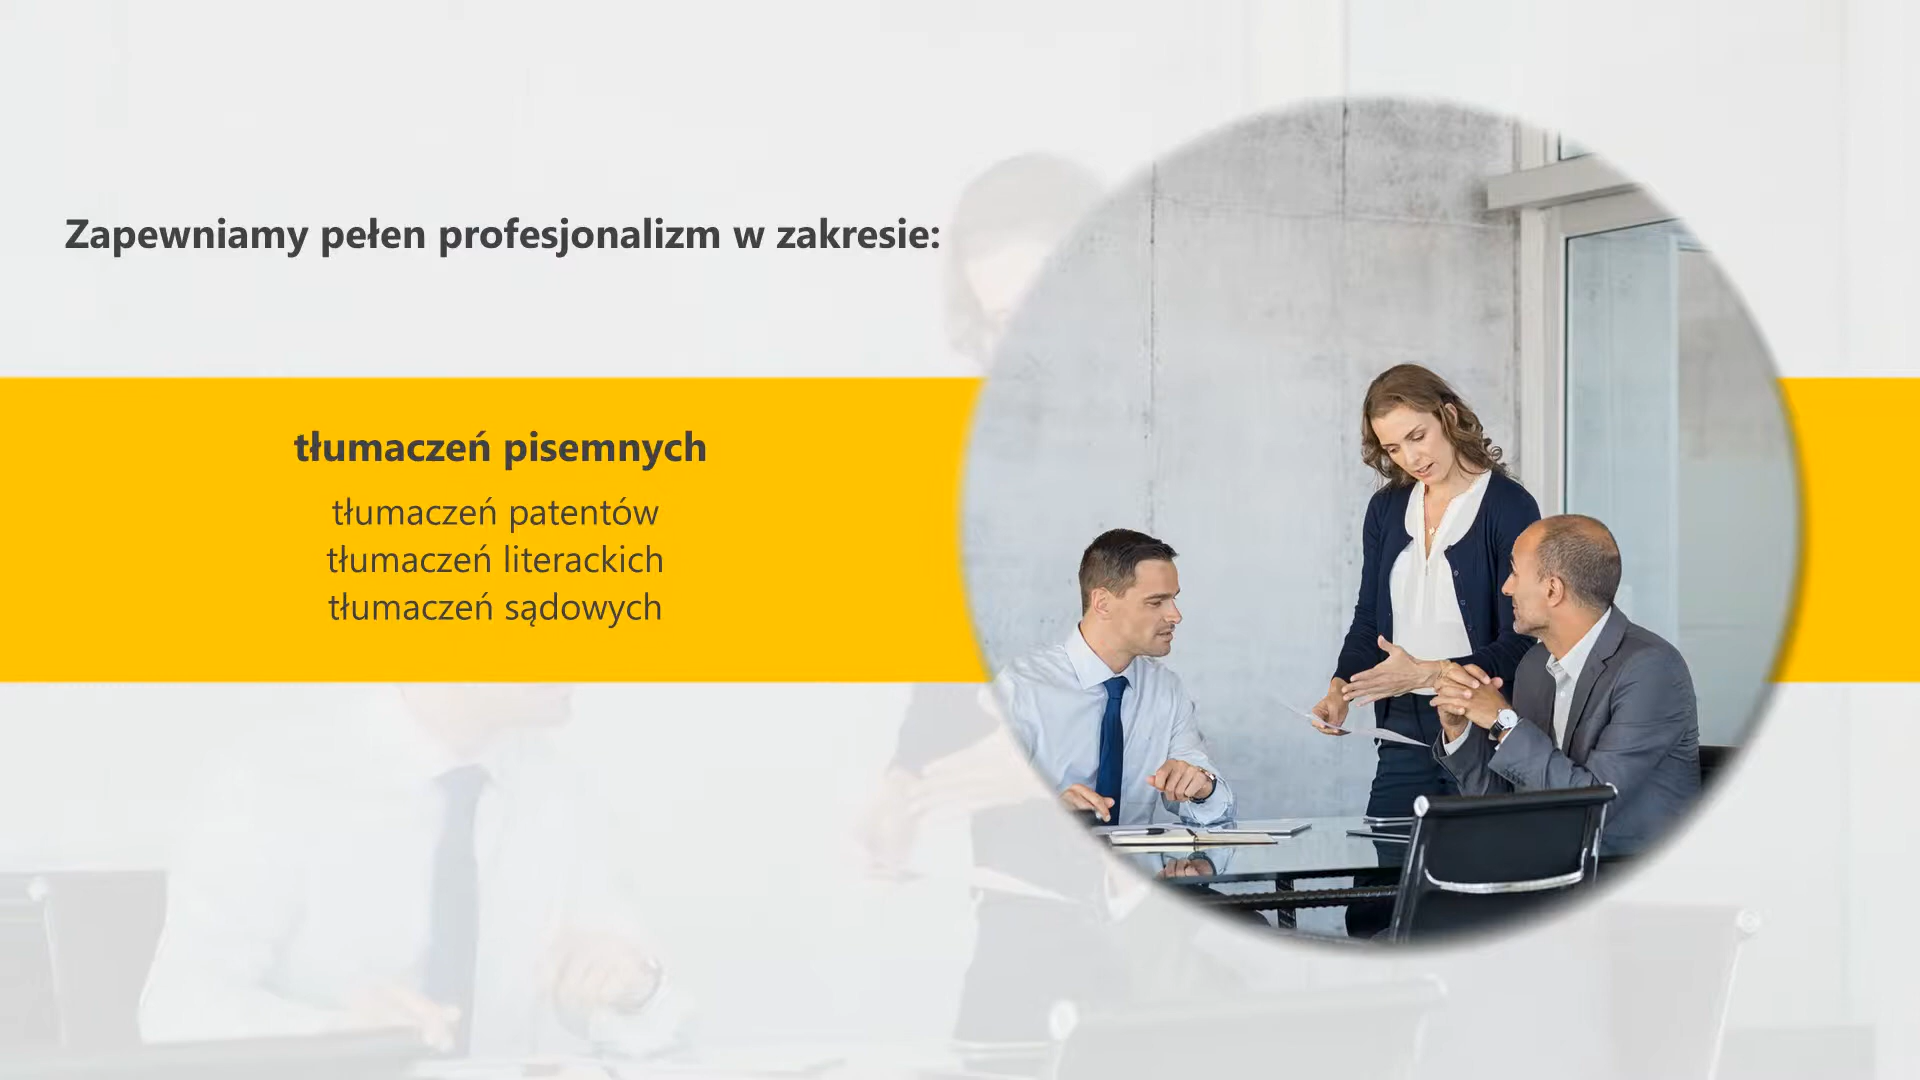 Zapewniamy pełen profesjonalizm w zakresie:
tłumaczeń pisemnych
tłumaczeń patentów
tłumaczeń literackich
tłumaczeń sądowych